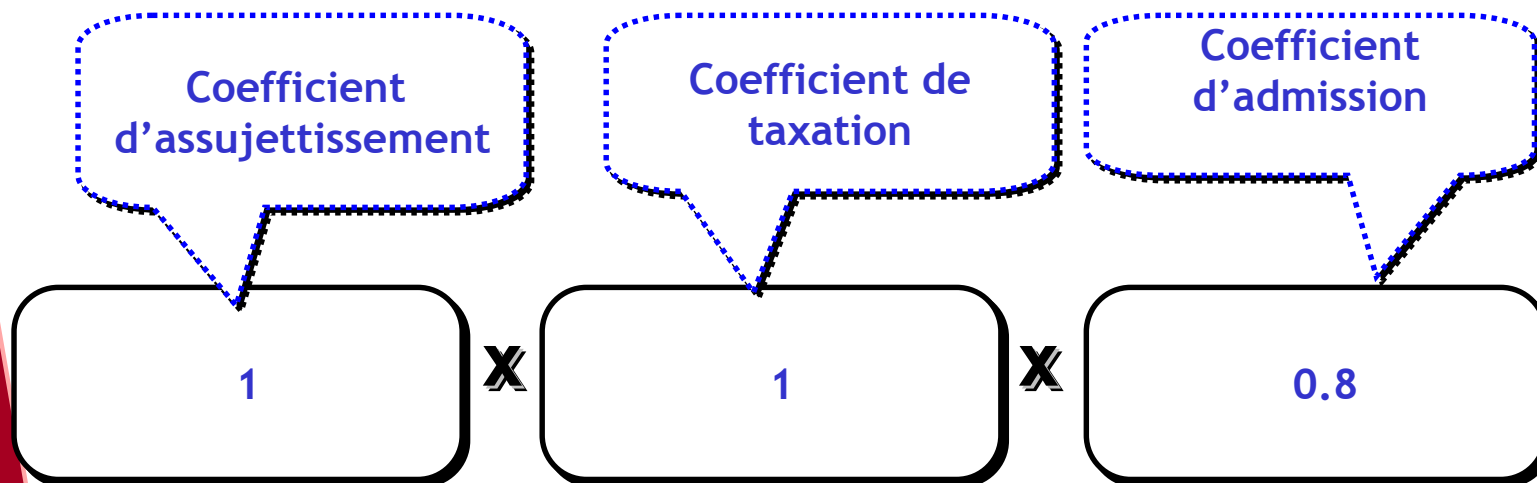 Coefficient
d’assujettissement
Coefficient de
taxation
Coefficient
d’admission
1
X
1
X
0.8